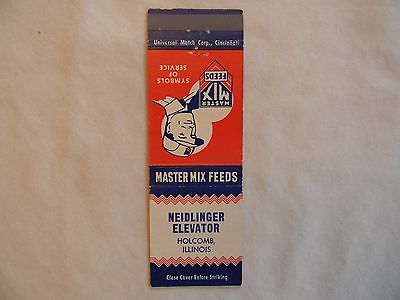 Universal Match Corp., Cincinnati
SYMBOLS
OF
SERVICE
MASTER
MIX
FEEDS
MASTER MIX FEEDS
NEIDLINGER
ELEVATOR
HOLCOMB,
ILLINOIS
Close Cover Before Striking